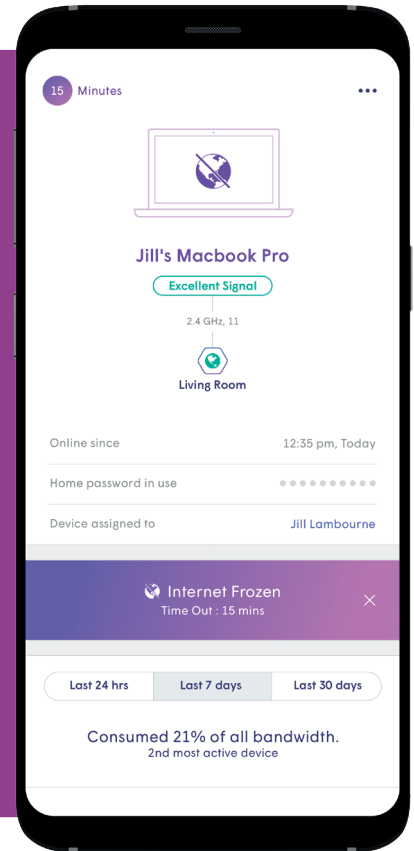 15 Minutes
Jill's Macbook Pro
Excellent Signal
2.4 GHz, 11
Living Room
Online since 12:35 pm, Today
Home password in use
Device assigned to Jill Lambourne
Internet Frozen
Time Out : 15 mins
Last 24 hrs Last 7 days Last 30 days
Consumed 21% of all bandwidth.
2nd most active device